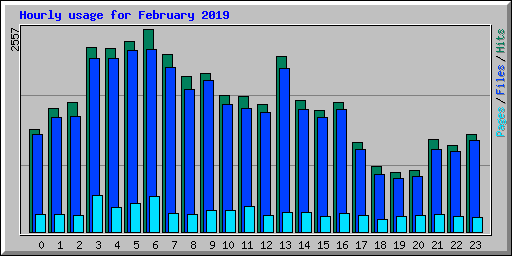 Hourly usage for February 2019
2557
Pages/Files/Hits
0 1 2 3 4 5 6 7 8 9 10 11 12 13 14 15 16 17 18 19 20 21 22 23